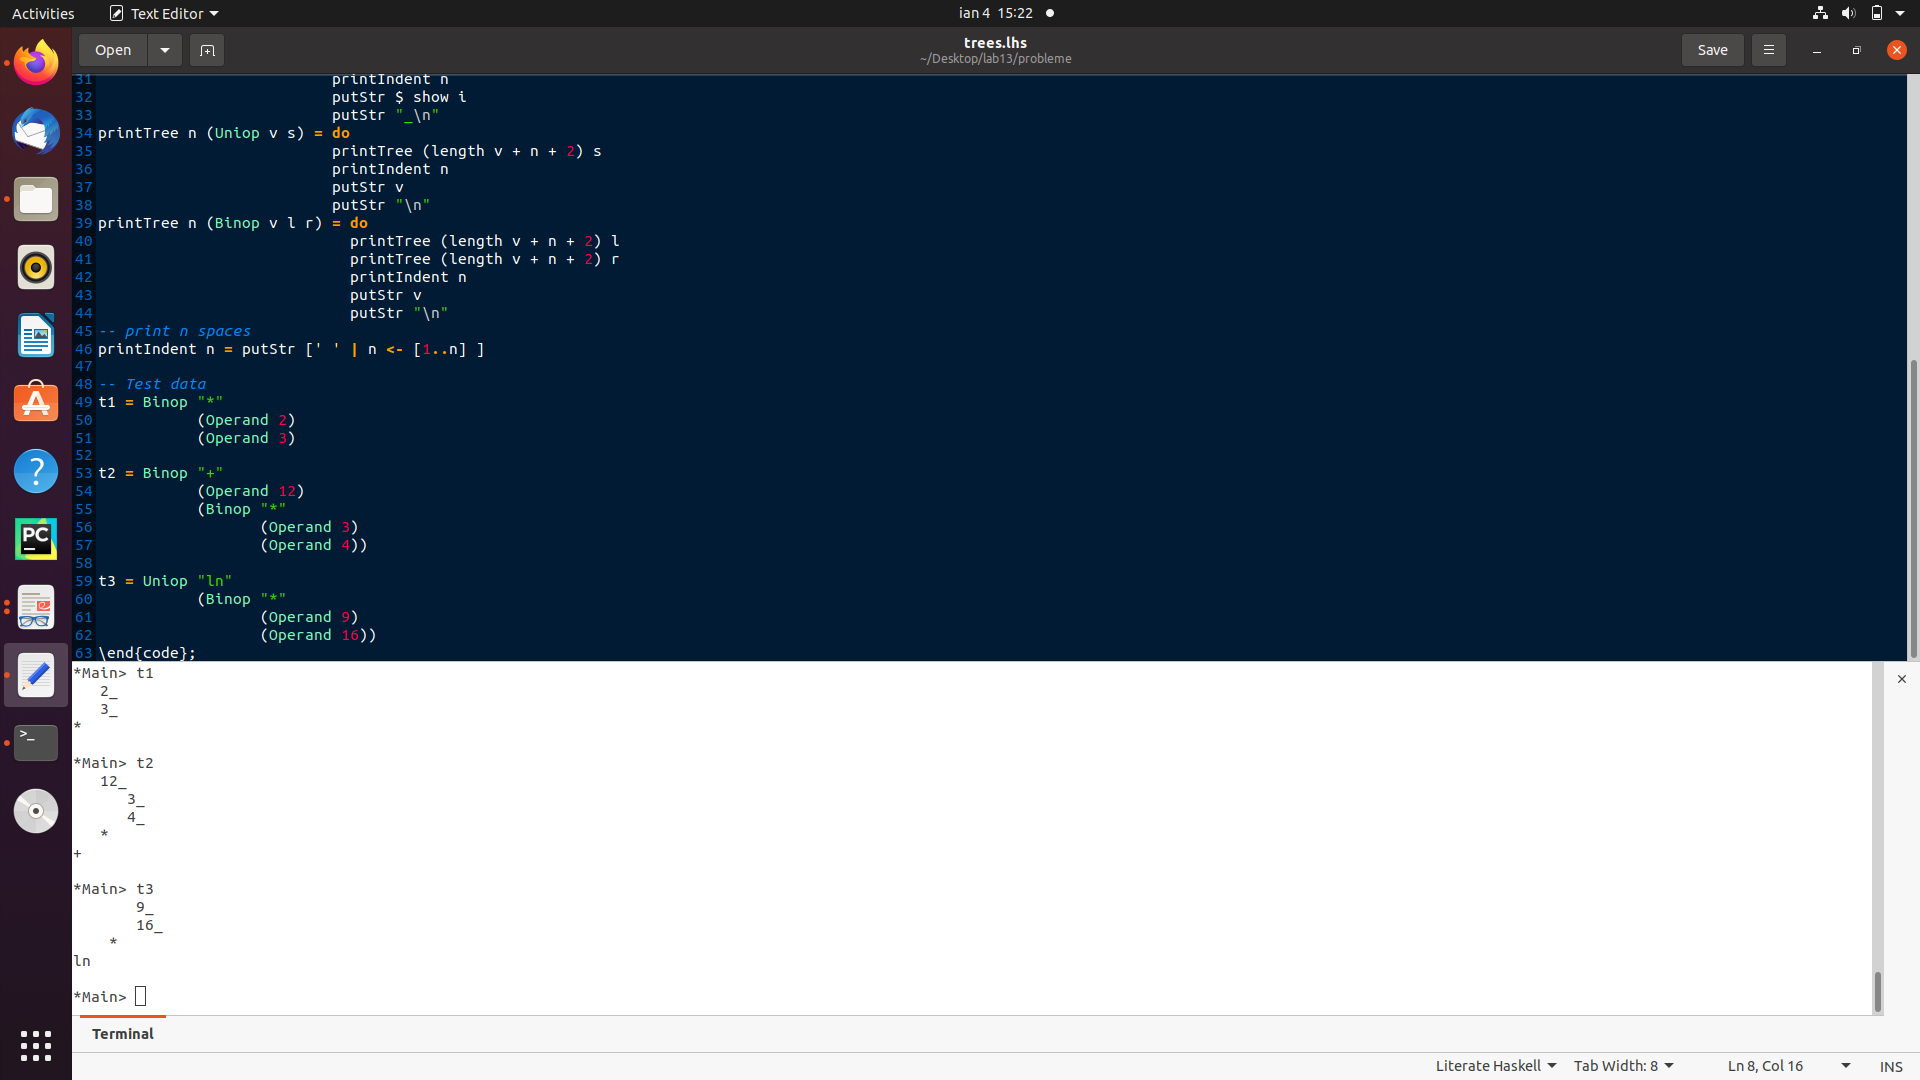 Activities Text Editor ian 4 15:22
Open trees.lhs Save
~/Desktop/lab13/probleme
31 printIndent n
32 putStr $ show i
33 putStr "_\n"
34 printTree n (Uniop v s) = do
35 printTree (length v + n + 2) s
36 printIndent n
37 putStr v
38 putStr "\n"
39 printTree n (Binop v l r) = do
40 printTree (length v + n + 2) l
41 printTree (length v + n + 2) r
42 printIndent n
43 putStr v
44 putStr "\n"
45 -- print n spaces
46 printIndent n = putStr [' ' | n <- [1..n] ]
47
48 -- Test data
49 t1 = Binop "*"
50 (Operand 2)
51 (Operand 3)
52
53 t2 = Binop "+"
54 (Operand 12)
55 (Binop "*"
56 (Operand 3)
57 (Operand 4))
58
59 t3 = Uniop "ln"
60 (Binop "*"
61 (Operand 9)
62 (Operand 16))
63 \end{code};
*Main> t1
2_
3_
*
*Main> t2
12_
3_
4_
*
+
*Main> t3
9_
16_
*
ln
*Main>
Terminal
Literate Haskell Tab Width: 8 Ln 8, Col 16 INS
PC
>_